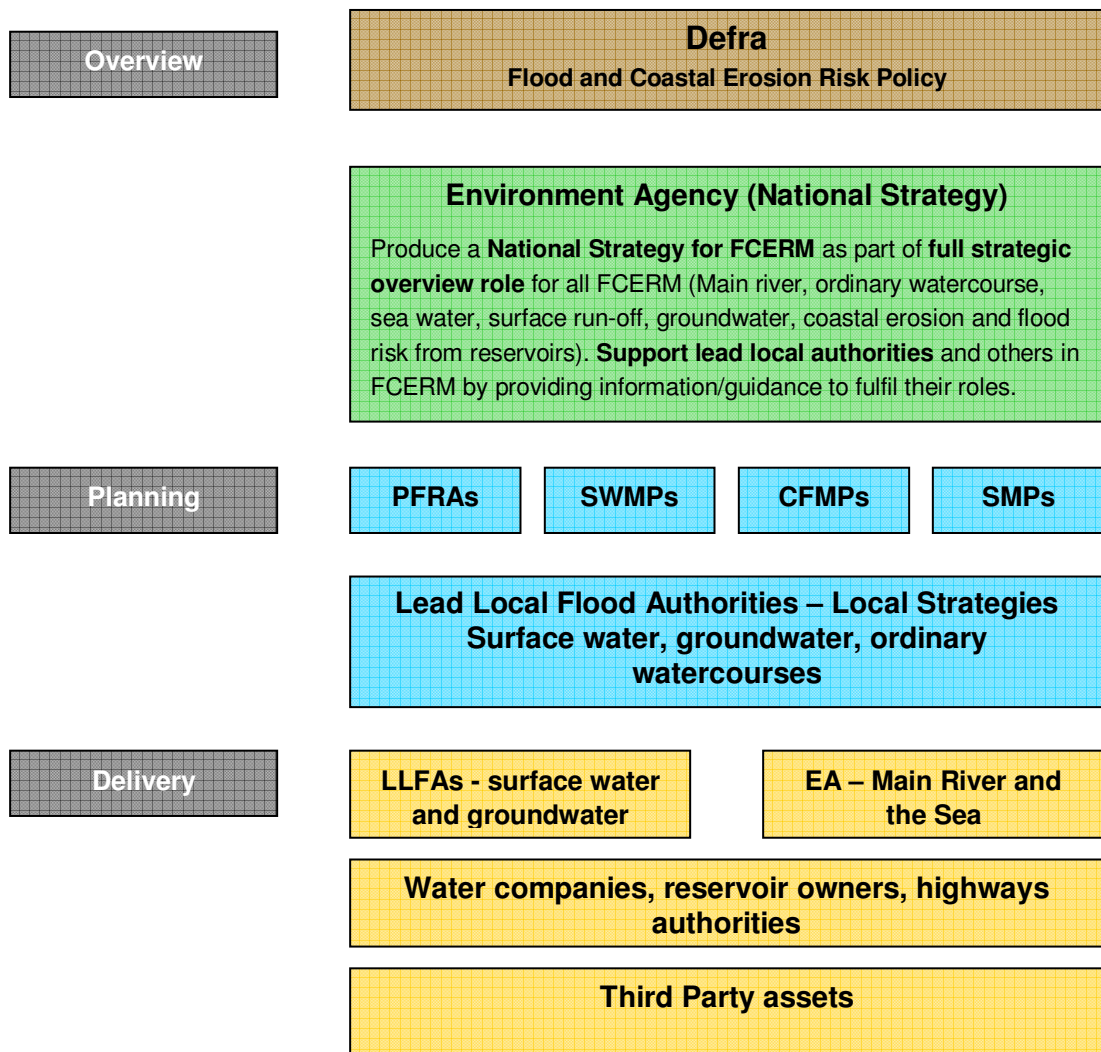 Overview
Defra
Flood and Coastal Erosion Risk Policy
Environment Agency (National Strategy)
Produce a National Strategy for FCERM as part of full strategic
overview role for all FCERM (Main river, ordinary watercourse,
sea water, surface run-off, groundwater, coastal erosion and flood
risk from reservoirs). Support lead local authorities and others in
FCERM by providing information/guidance to fulfil their roles.
Planning
PFRAs
SWMPs
CFMPs
SMPs
Lead Local Flood Authorities – Local Strategies
Surface water, groundwater, ordinary
watercourses
Delivery
LLFAs - surface water
and groundwater
EA – Main River and
the Sea
Water companies, reservoir owners, highways
authorities
Third Party assets